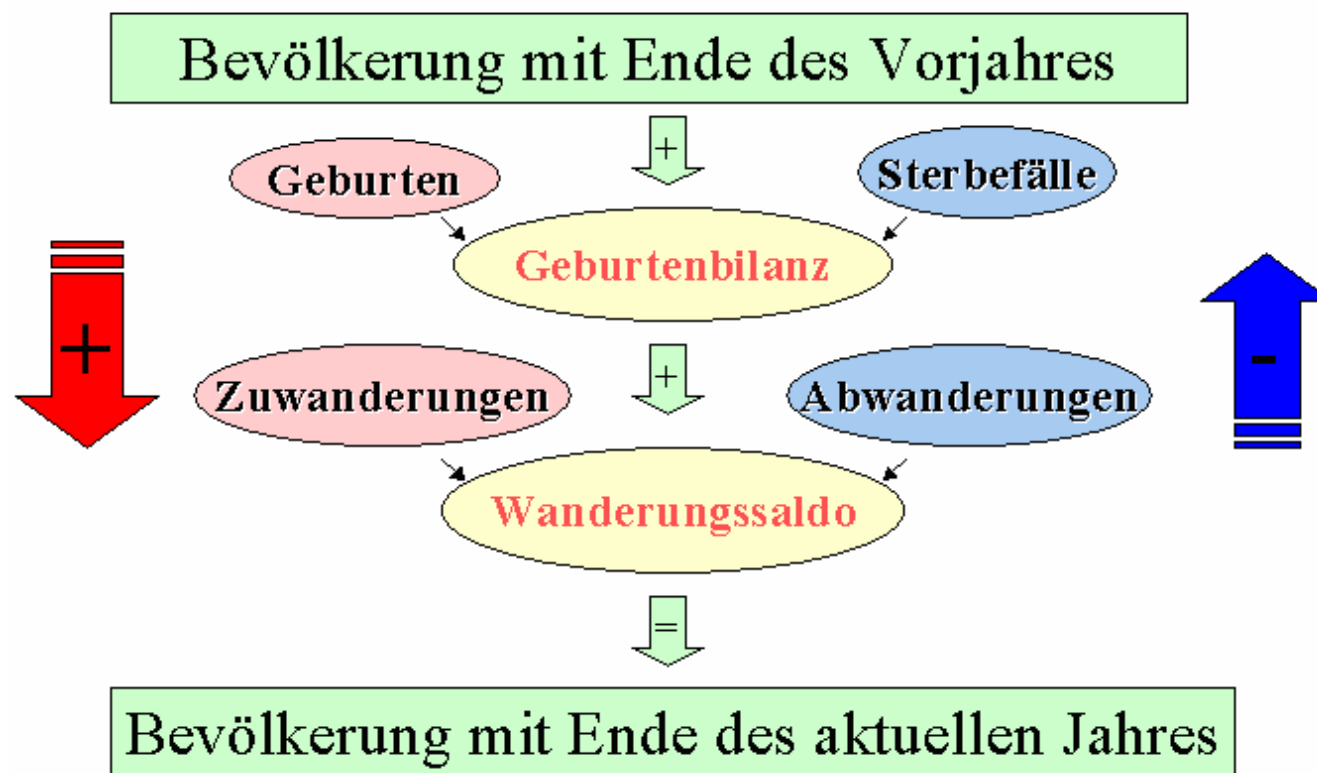 Bevölkerung mit Ende des Vorjahres
+
Geburten
Sterbefälle
Geburtenbilanz
+
-
+
Zuwanderungen
Abwanderungen
Wanderungssaldo
=
Bevölkerung mit Ende des aktuellen Jahres